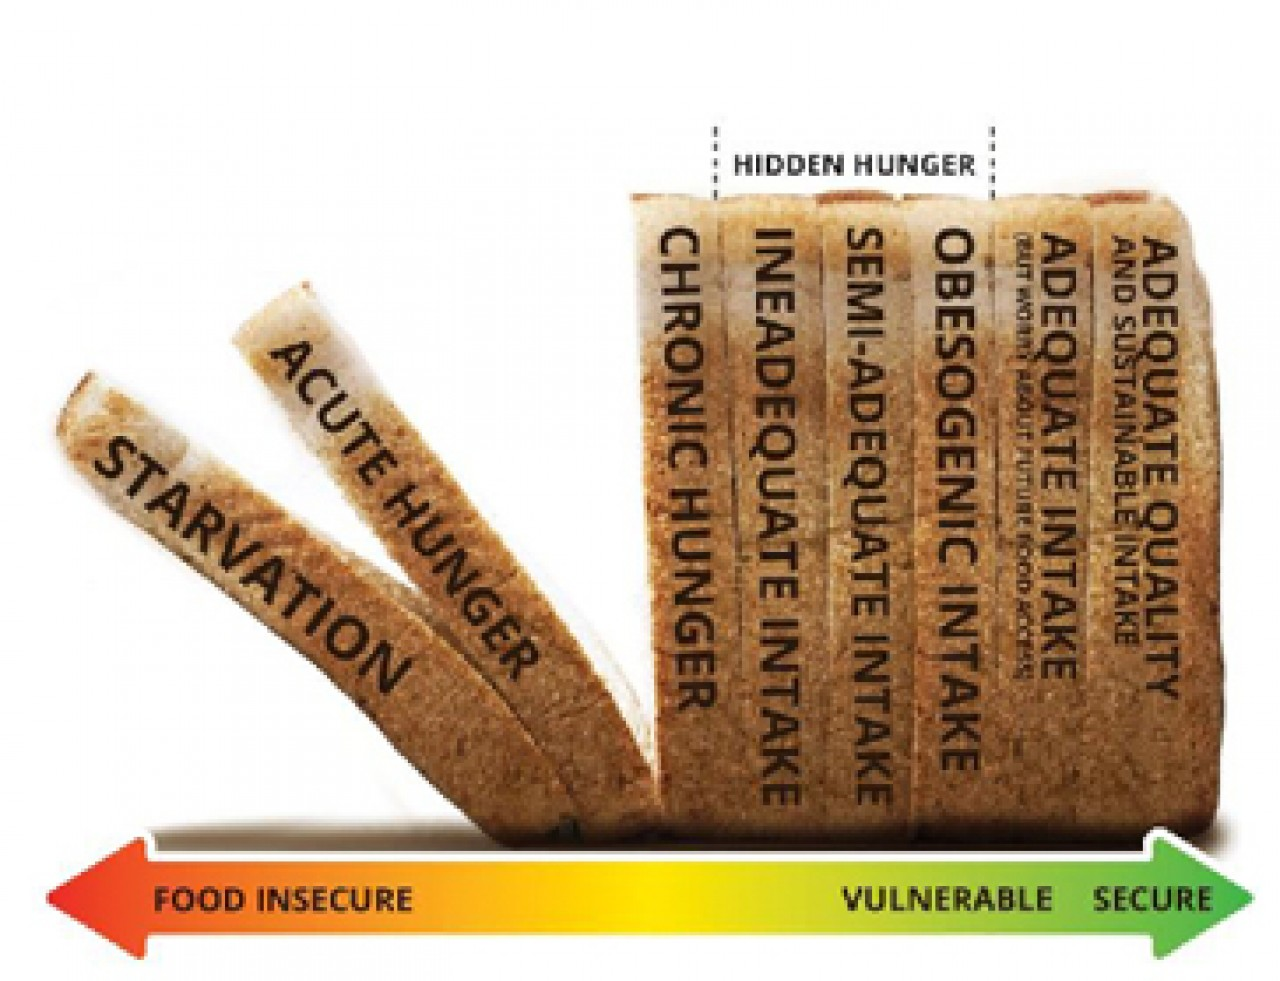 HIDDEN HUNGER
STARVATION
ACUTE HUNGER
CHRONIC HUNGER
INEADEQUATE INTAKE
SEMI-ADEQUATE INTAKE
OBESOGENIC INTAKE
ADEQUATE INTAKE
(BUT WORRY ABOUT FUTURE FOOD ACCESS)
ADEQUATE QUALITY
AND SUSTAINABLE INTAKE
FOOD INSECURE
VULNERABLE
SECURE